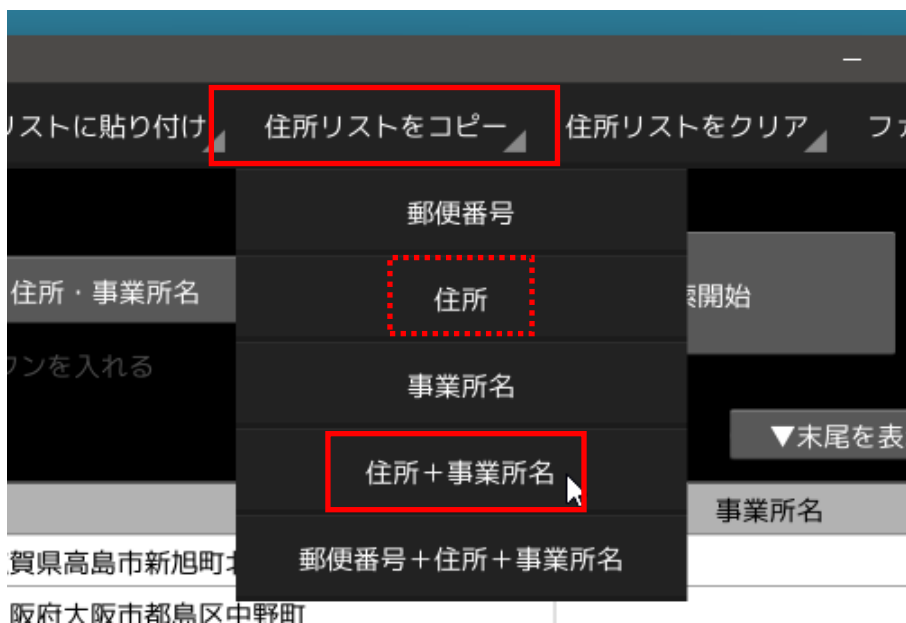 リストに貼り付け 住所リストをコピー 住所リストをクリア
郵便番号
住所・事業所名 住所 開始
ワンを入れる
事業所名
▼末尾を表
住所＋事業所名
事業所名
賀県高島市新旭町 郵便番号＋住所＋事業所名
阪府大阪市都島区中野町